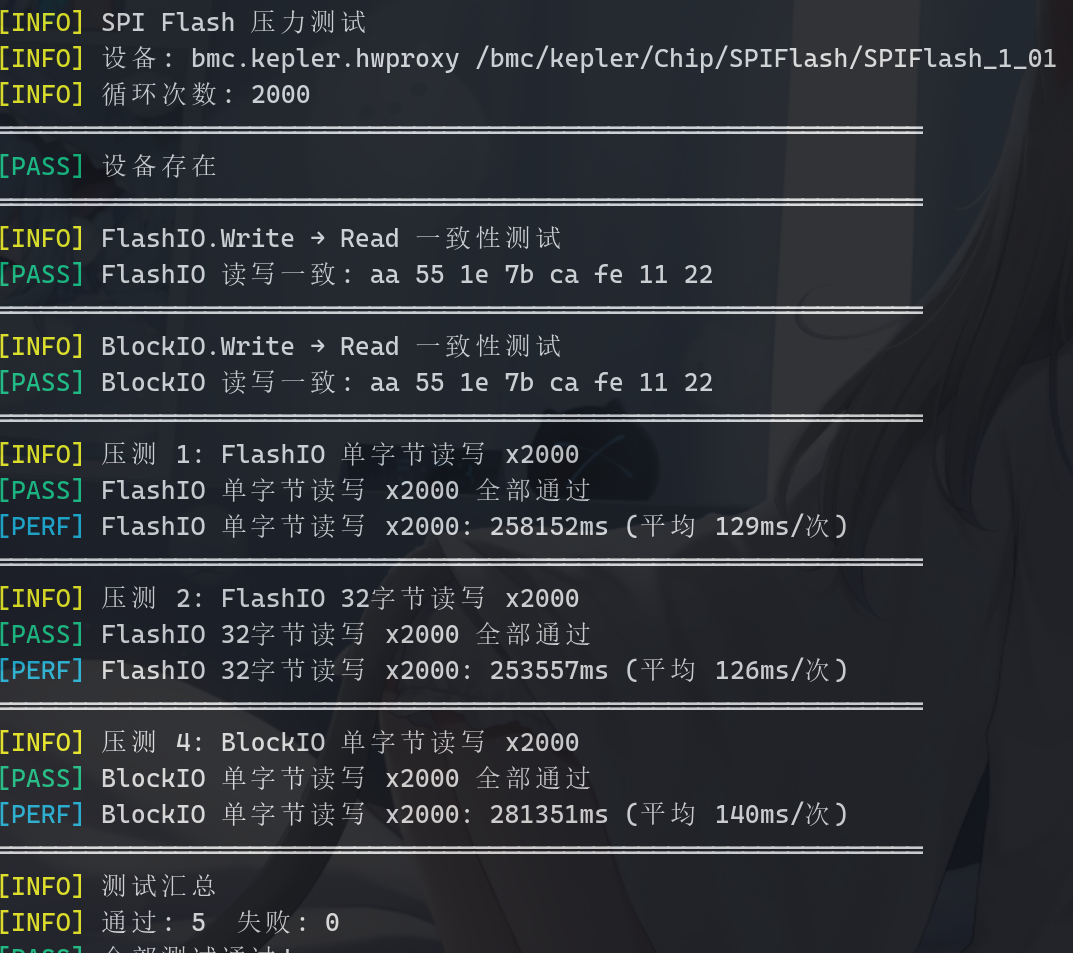 [INFO] SPI Flash 压力测试
[INFO] 设备: bmc.kepler.hwproxy /bmc/kepler/Chip/SPIFlash/SPIFlash_1_01
[INFO] 循环次数: 2000
[PASS] 设备存在
[INFO] FlashIO.Write → Read 一致性测试
[PASS] FlashIO 读写一致: aa 55 1e 7b ca fe 11 22
[INFO] BlockIO.Write → Read 一致性测试
[PASS] BlockIO 读写一致: aa 55 1e 7b ca fe 11 22
[INFO] 压测 1: FlashIO 单字节读写 x2000
[PASS] FlashIO 单字节读写 x2000 全部通过
[PERF] FlashIO 单字节读写 x2000: 258152ms (平均 129ms/次)
[INFO] 压测 2: FlashIO 32字节读写 x2000
[PASS] FlashIO 32字节读写 x2000 全部通过
[PERF] FlashIO 32字节读写 x2000: 253557ms (平均 126ms/次)
[INFO] 压测 4: BlockIO 单字节读写 x2000
[PASS] BlockIO 单字节读写 x2000 全部通过
[PERF] BlockIO 单字节读写 x2000: 281351ms (平均 140ms/次)
[INFO] 测试汇总
[INFO] 通过: 5 失败: 0
[PASS] 全部测试通过!